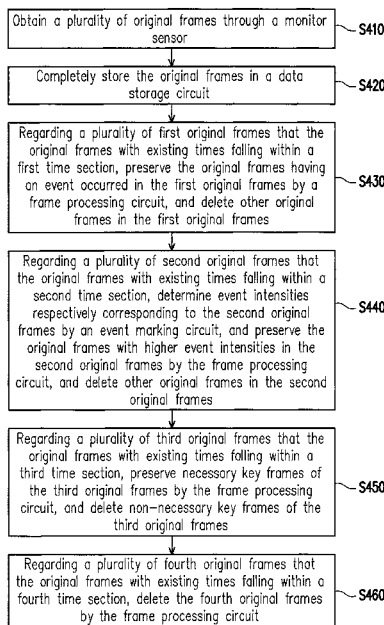 Obtain a plurality of original frames through a monitor
sensor
S410
Completely store the original frames in a data
storage circuit
S420
Regarding a plurality of first original frames that the
original frames with existing times falling within a
first time section, preserve the original frames having
an event occurred in the first original frames by a
frame processing circuit, and delete other original
frames in the first original frames
S430
Regarding a plurality of second original frames that
the original frames with existing times falling within a
second time section, determine event intensities
respectively corresponding to the second original
frames by an event marking circuit, and preserve the
original frames with higher event intensities in the
second original frames by the frame processing
circuit, and delete other original frames in the second
original frames
S440
Regarding a plurality of third original frames that the
original frames with existing times falling within a
third time section, preserve necessary key frames of
the third original frames by the frame processing
circuit, and delete non-necessary key frames of the
third original frames
S450
Regarding a plurality of fourth original frames that
the original frames with existing times falling within a
fourth time section, delete the fourth original frames
by the frame processing circuit
S460